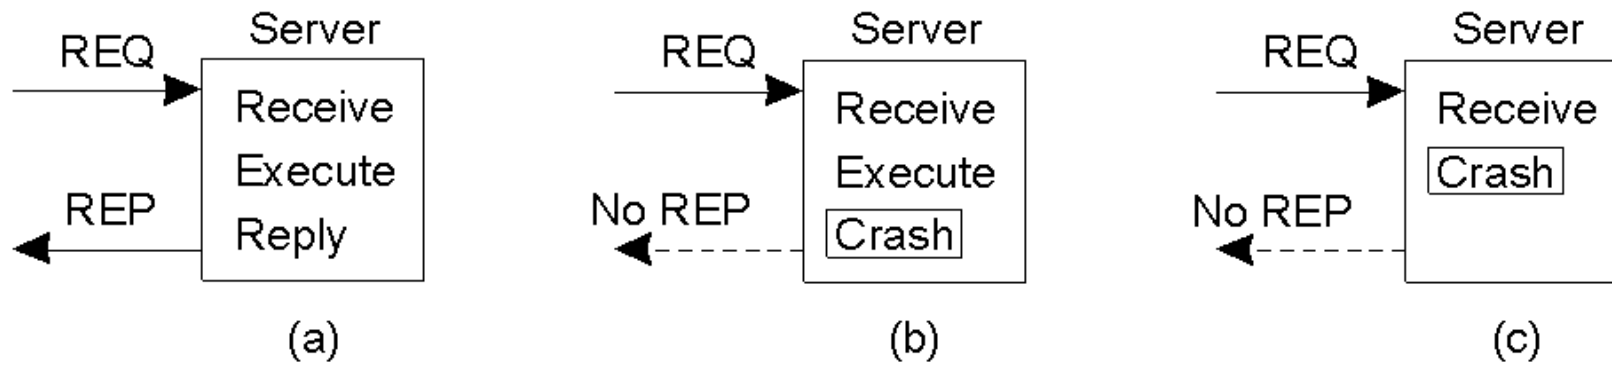 Server
REQ
Receive
Execute
REP
Reply
(a)
Server
REQ
Receive
Execute
No REP
Crash
(b)
Server
REQ
Receive
Crash
No REP
(c)